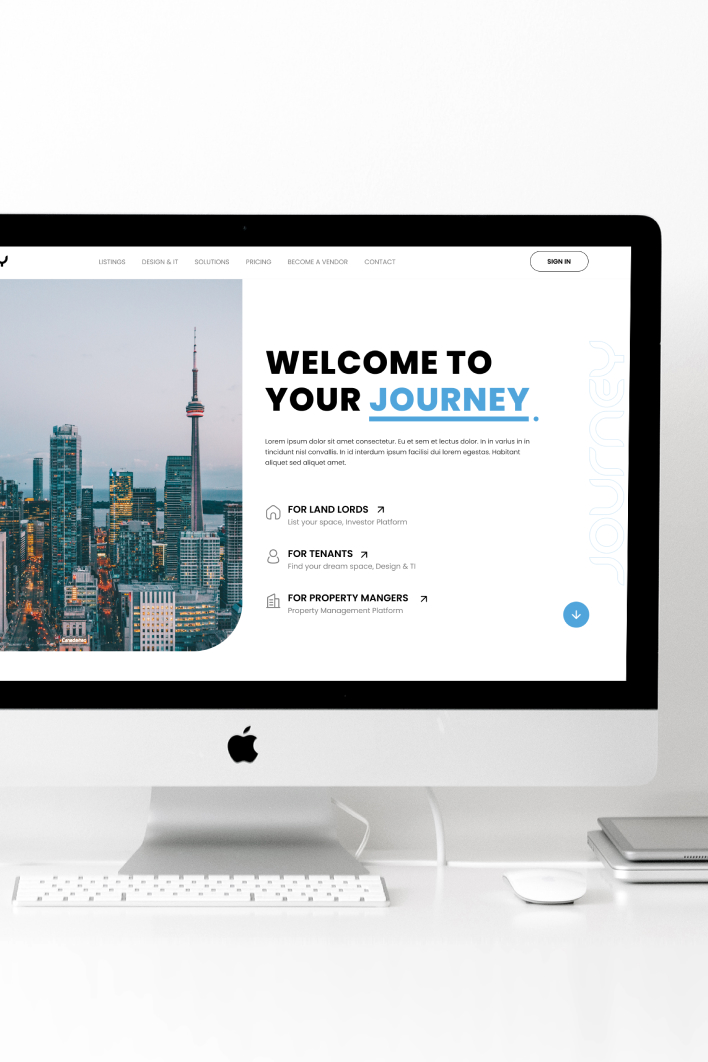 LISTINGS DESIGN & IT SOLUTIONS PRICING BECOME A VENDOR CONTACT SIGN IN
WELCOME TO
YOUR JOURNEY.
Lorem ipsum dolor sit amet consectetur. Eu et sem et lectus dolor. In in varius in in
tincidunt nisl convallis. In id interdum ipsum facilisi dui lorem egestas. Habitant
aliquet sed aliquet amet.
FOR LAND LORDS
List your space, Investor Platform
FOR TENANTS
Find your dream space, Design & TI
FOR PROPERTY MANGERS
Property Management Platform
JOURNEY